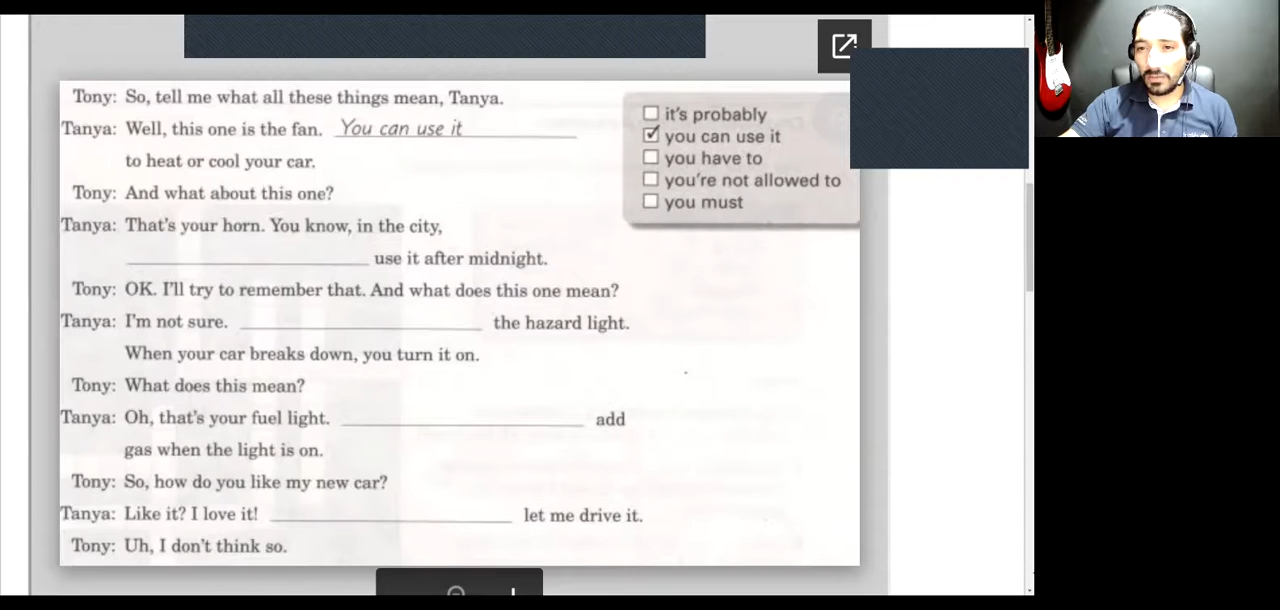 Tony: So, tell me what all these things mean, Tanya.
Tanya: Well, this one is the fan. You can use it
to heat or cool your car.
Tony: And what about this one?
Tanya: That's your horn. You know, in the city,
use it after midnight.
Tony: OK. I'll try to remember that. And what does this one mean?
Tanya: I'm not sure. the hazard light.
When your car breaks down, you turn it on.
Tony: What does this mean?
Tanya: Oh, that's your fuel light. add
gas when the light is on.
Tony: So, how do you like my new car?
Tanya: Like it? I love it! let me drive it.
Tony: Uh, I don't think so.
it's probably
you can use it
you have to
you're not allowed to
you must